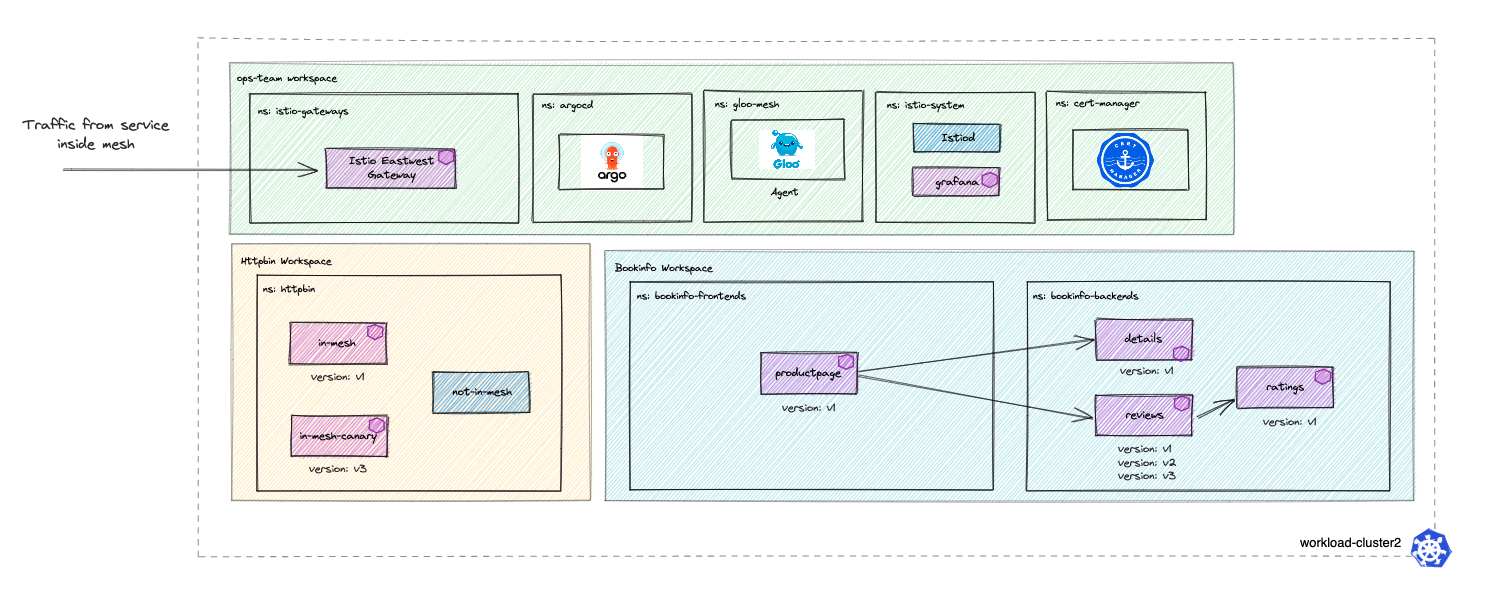 ops-team workspace
Traffic from service
inside mesh
ns: istio-gateways
Istio Eastwest
Gateway
ns: argocd
argo
ns: gloo-mesh
Gloo
Agent
ns: istio-system
Istiod
grafana
ns: cert-manager
CERT
MANAGER
Httpbin Workspace
ns: httpbin
in-mesh
version: v1
not-in-mesh
in-mesh-canary
version: v3
Bookinfo Workspace
ns: bookinfo-frontends
productpage
version: v1
ns: bookinfo-backends
details
version: v1
reviews
version: v1
version: v2
version: v3
ratings
version: v1
workload-cluster2